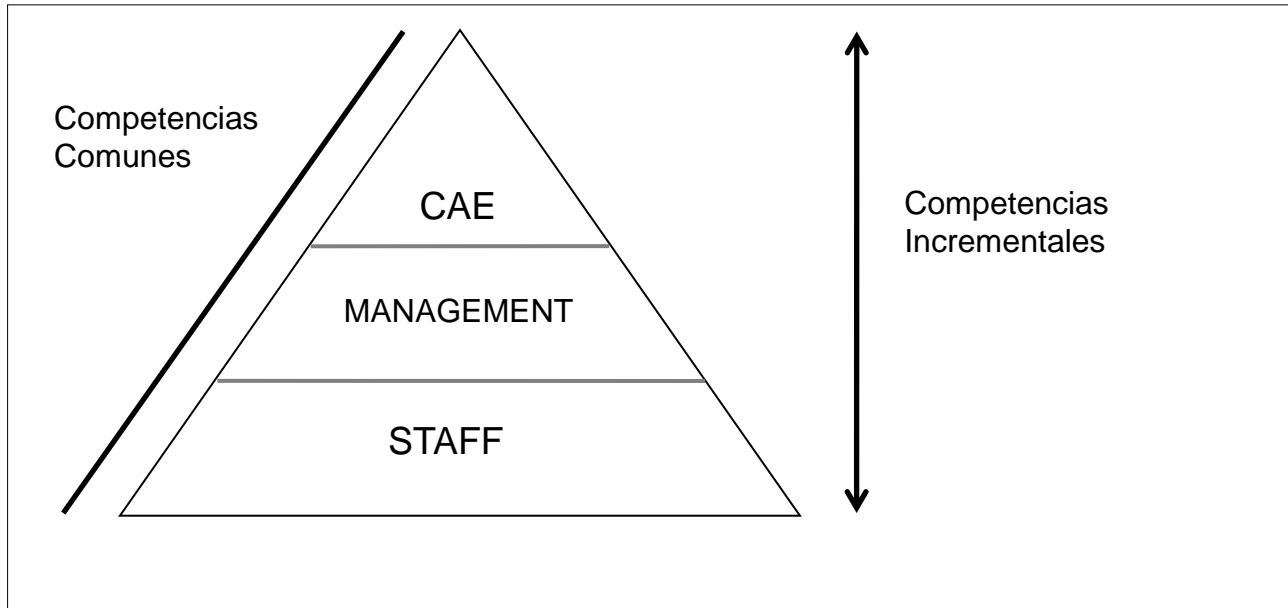 Competencias
Comunes
CAE
Competencias
Incrementales
MANAGEMENT
STAFF